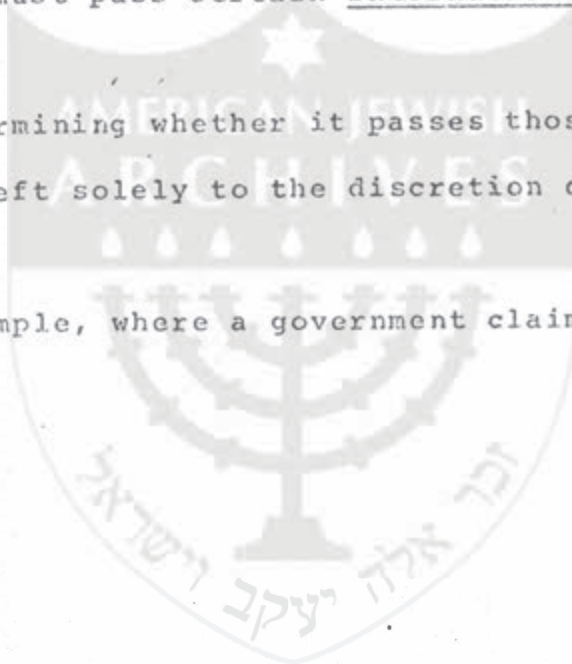 must pass certain
rmining whether it passes thos
AMERICAN JEWISH
ARCHIVES
eft solely to the discretion o
mple, where a government clain
זכר אלה יעקב וישראל